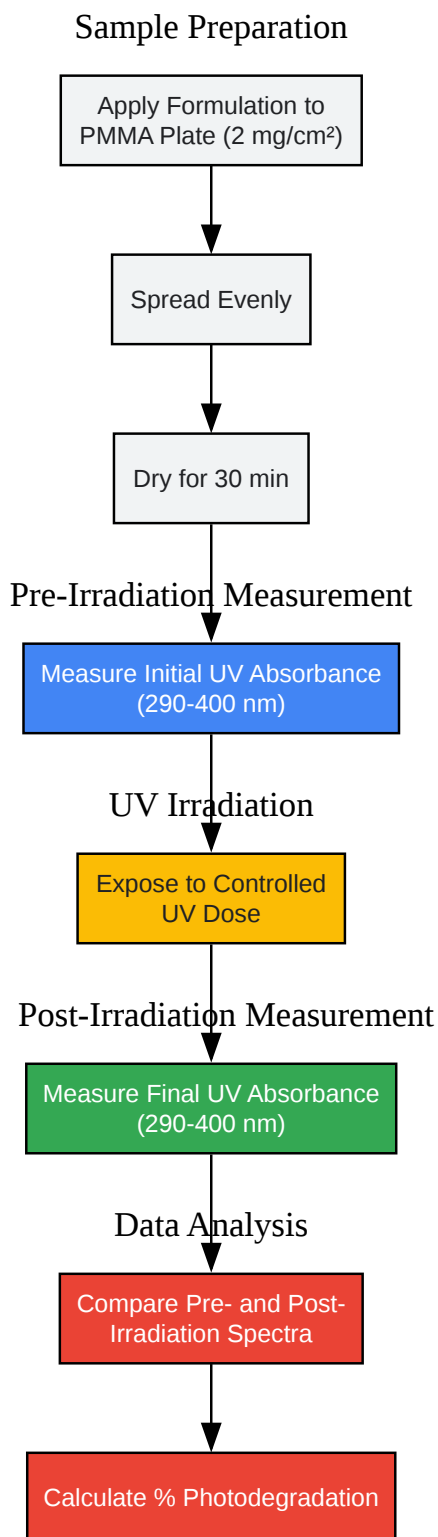 Sample Preparation
Apply Formulation to
PMMA Plate (2 mg/cm²)
Spread Evenly
Dry for 30 min
Pre-Irradiation Measurement
Measure Initial UV Absorbance
(290-400 nm)
UV Irradiation
Expose to Controlled
UV Dose
Post-Irradiation Measurement
Measure Final UV Absorbance
(290-400 nm)
Data Analysis
Compare Pre- and Post-
Irradiation Spectra
Calculate % Photodegradation